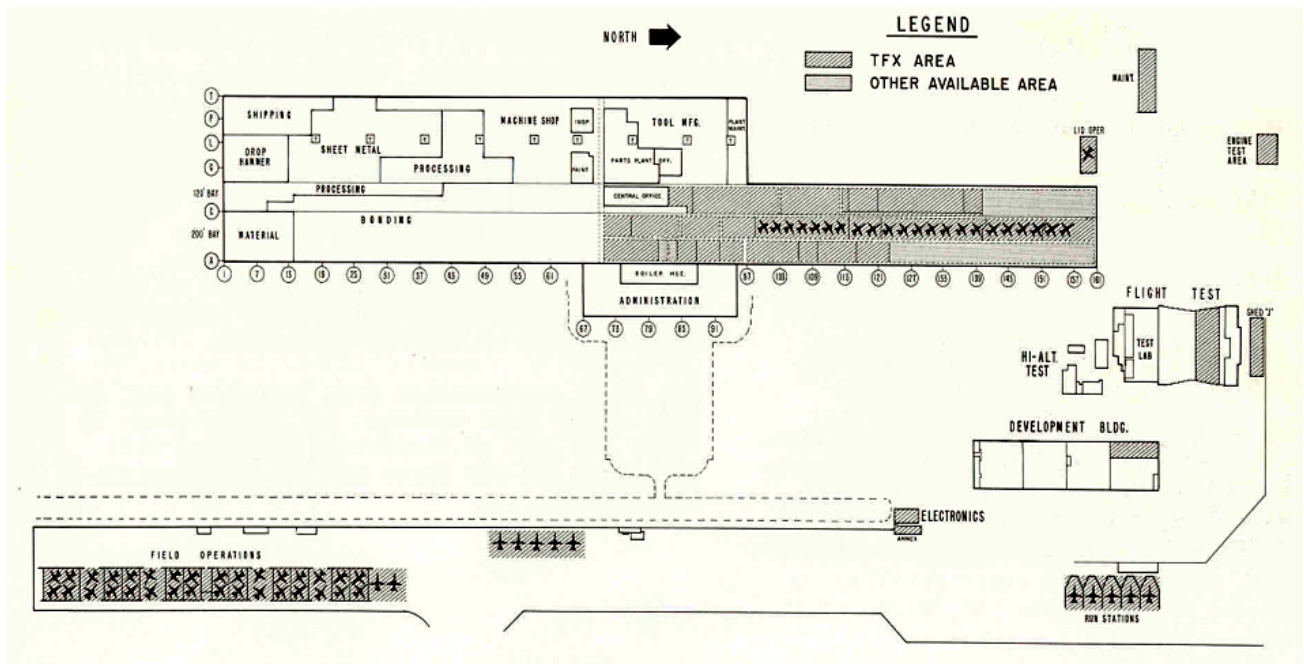 LEGEND
NORTH
TFX AREA
OTHER AVAILABLE AREA
MAINT.
LIQ OPER
ENGINE
TEST
AREA
T
P
L
G
120' BAY
C
200' BAY
A
SHIPPING
DROP
HAMMER
SHEET METAL
PROCESSING
MACHINE SHOP
INSP
PAINT
TOOL MFG.
PLANT
MAINT.
PARTS PLANT
OFF.
PROCESSING
CENTRAL OFFICE
BONDING
MATERIAL
BOILER HSE.
ADMINISTRATION
1 7 13 19 25 37 49 55 61
97 109 115 121 127 139 145 151 157 161
67 73 79 85 91
FLIGHT TEST
SHED "J"
TEST
LAB
HI-ALT.
TEST
DEVELOPMENT BLDG.
ELECTRONICS
ANNEX
FIELD OPERATIONS
RUN STATIONS